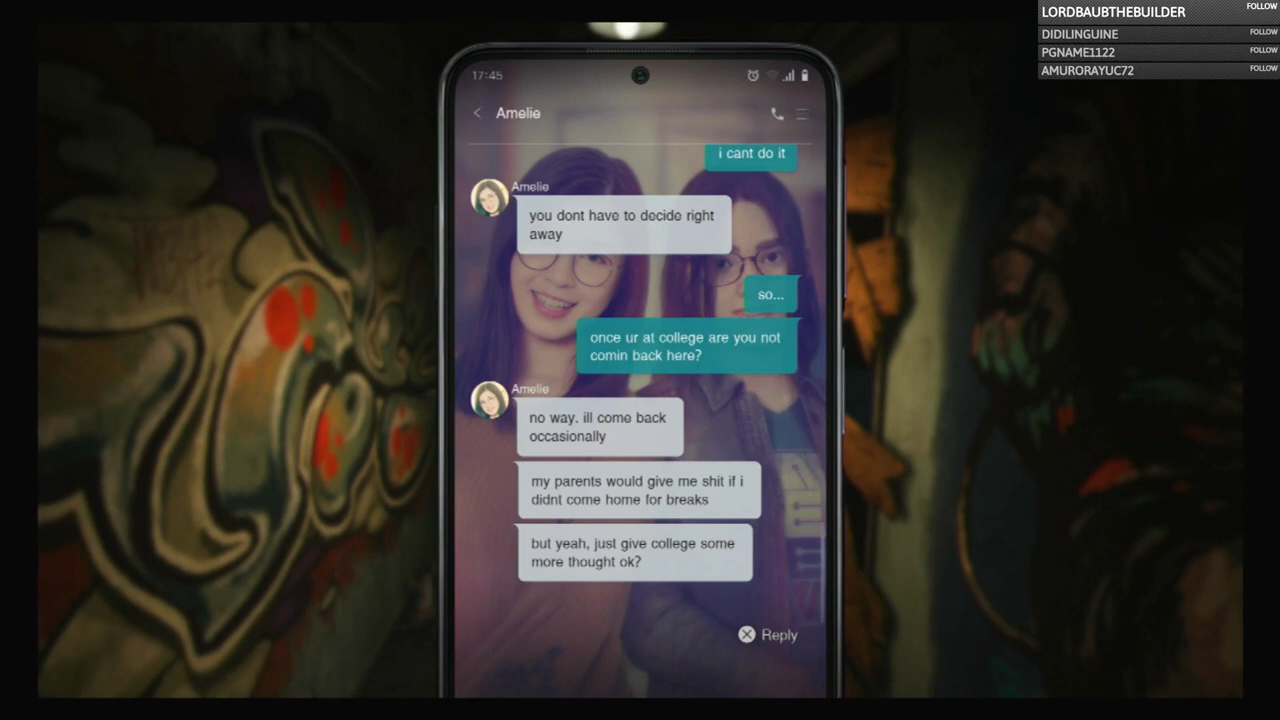 LORDBAUBTHEBUILDER FOLLOW
DIDILINGUINE FOLLOW
PGNAME1122 FOLLOW
AMURORAYUC72 FOLLOW
17:45
Amelie
i cant do it
Amelie
you dont have to decide right
away
so...
once ur at college are you not
comin back here?
Amelie
no way. ill come back
occasionally
my parents would give me shit if i
didnt come home for breaks
but yeah, just give college some
more thought ok?
Reply